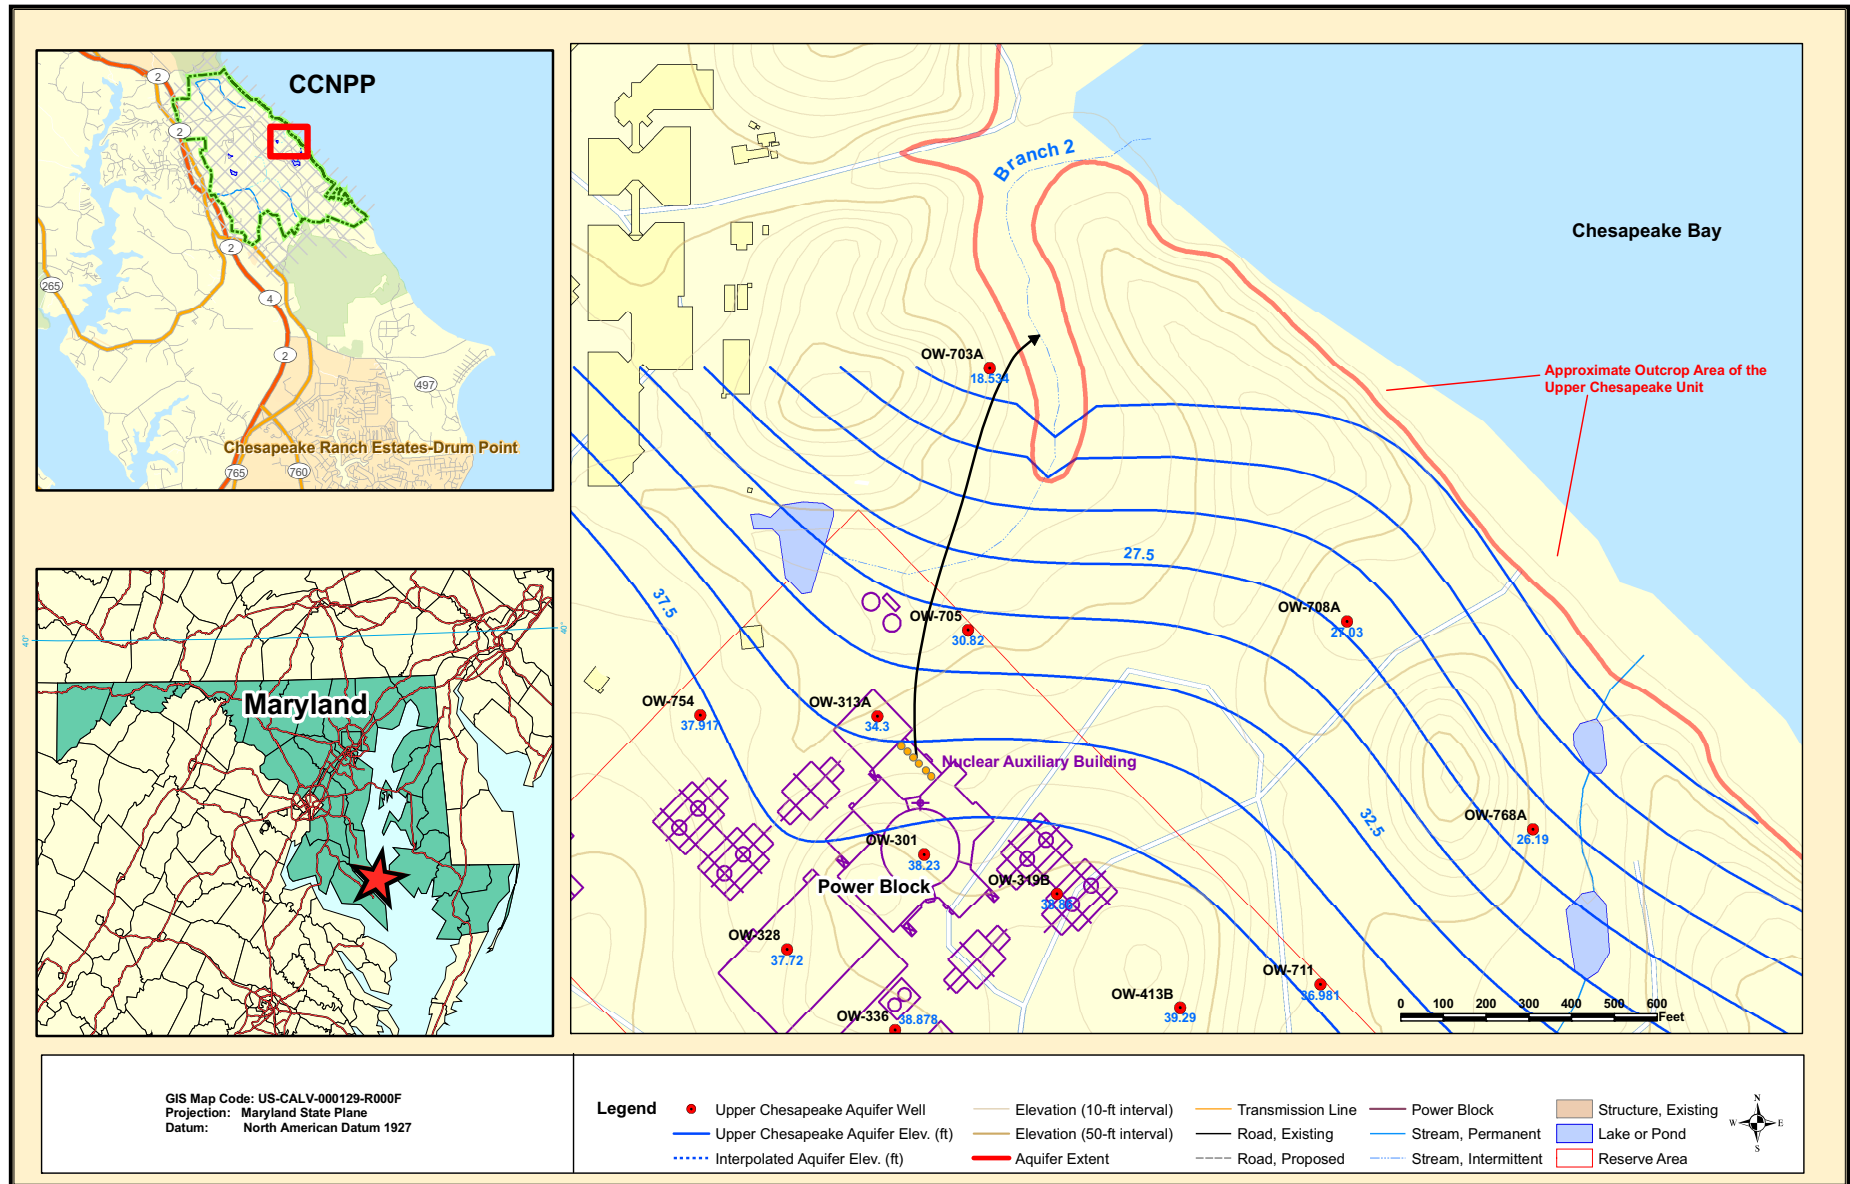 CCNPP
2
2
2
4
2
265
497
765
760
Chesapeake Ranch Estates-Drum Point
40°
40°
Maryland
Branch 2
Chesapeake Bay
Approximate Outcrop Area of the
Upper Chesapeake Unit
OW-703A
18.534
27.5
37.5
32.5
OW-705
30.82
OW-708A
27.03
OW-754
37.917
OW-313A
34.3
Nuclear Auxiliary Building
OW-768A
26.19
OW-301
38.23
Power Block
OW-319B
OW-328
37.72
OW-711
36.981
OW-413B
39.29
OW-336
38.878
0 100 200 300 400 500 600
Feet
GIS Map Code: US-CALV-000129-R000F
Projection: Maryland State Plane
Datum: North American Datum 1927
Legend
Upper Chesapeake Aquifer Well
Upper Chesapeake Aquifer Elev. (ft)
Interpolated Aquifer Elev. (ft)
Elevation (10-ft interval)
Elevation (50-ft interval)
Aquifer Extent
Transmission Line
Road, Existing
Road, Proposed
Power Block
Stream, Permanent
Stream, Intermittent
Structure, Existing
Lake or Pond
Reserve Area
N
W E
S